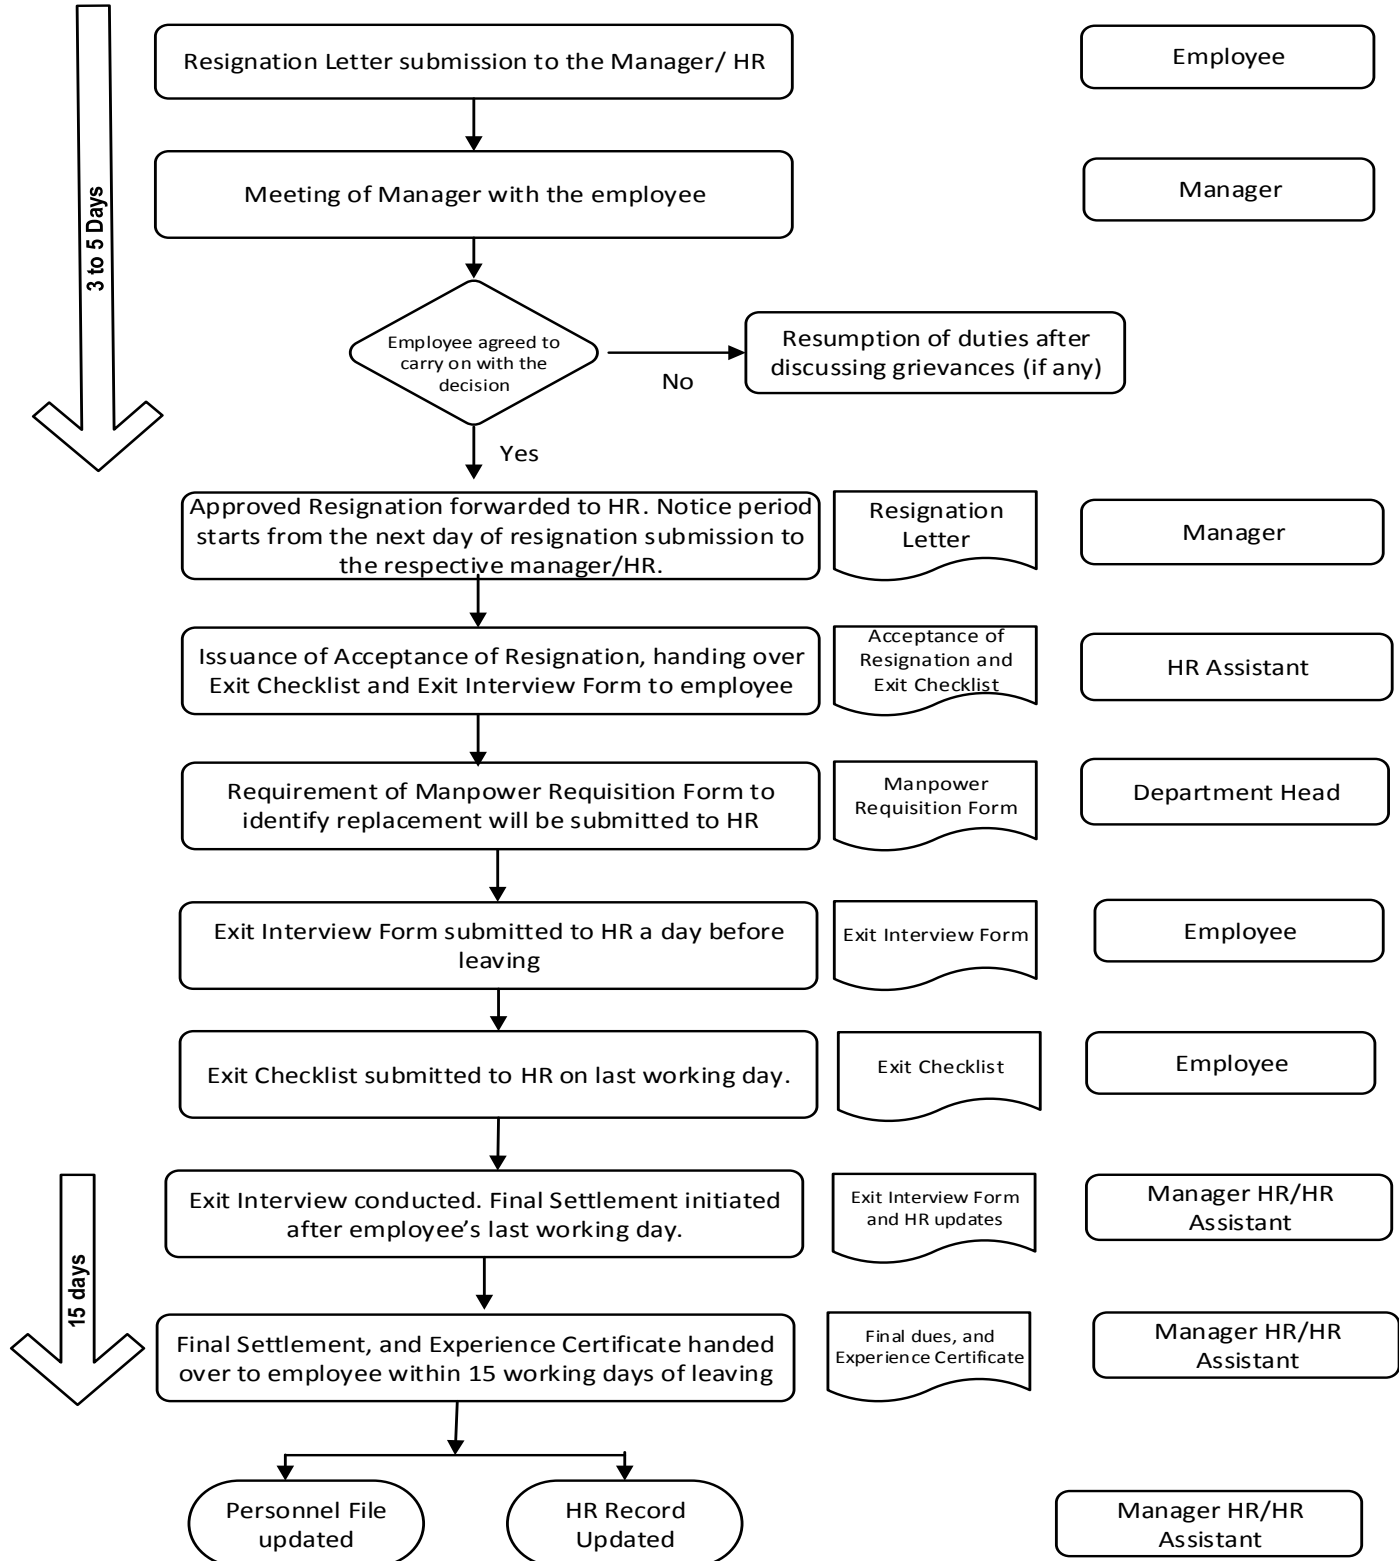 Resignation Letter submission to the Manager/ HR
Employee
Meeting of Manager with the employee
Manager
3 to 5 Days
Employee agreed to
carry on with the
decision
No
Resumption of duties after
discussing grievances (if any)
Yes
Approved Resignation forwarded to HR. Notice period
starts from the next day of resignation submission to
the respective manager/HR.
Resignation
Letter
Manager
Issuance of Acceptance of Resignation, handing over
Exit Checklist and Exit Interview Form to employee
Acceptance of
Resignation and
Exit Checklist
HR Assistant
Requirement of Manpower Requisition Form to
identify replacement will be submitted to HR
Manpower
Requisition Form
Department Head
Exit Interview Form submitted to HR a day before
leaving
Exit Interview Form
Employee
Exit Checklist submitted to HR on last working day.
Exit Checklist
Employee
Exit Interview conducted. Final Settlement initiated
after employee’s last working day.
Exit Interview Form
and HR updates
Manager HR/HR
Assistant
15 days
Final Settlement, and Experience Certificate handed
over to employee within 15 working days of leaving
Final dues, and
Experience Certificate
Manager HR/HR
Assistant
Personnel File
updated
HR Record
Updated
Manager HR/HR
Assistant